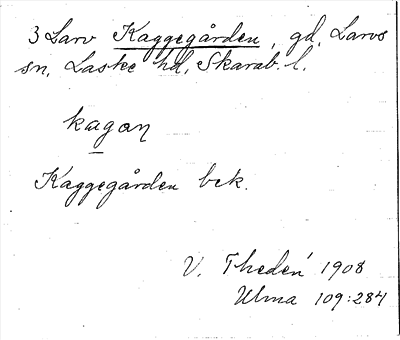 3 Larv Kaggegården, gd, Larvs
sn, Laske hd, Skarab. l.
kagan
Kaggegården bek.
V. Thedén 1908
Ulma 109:284